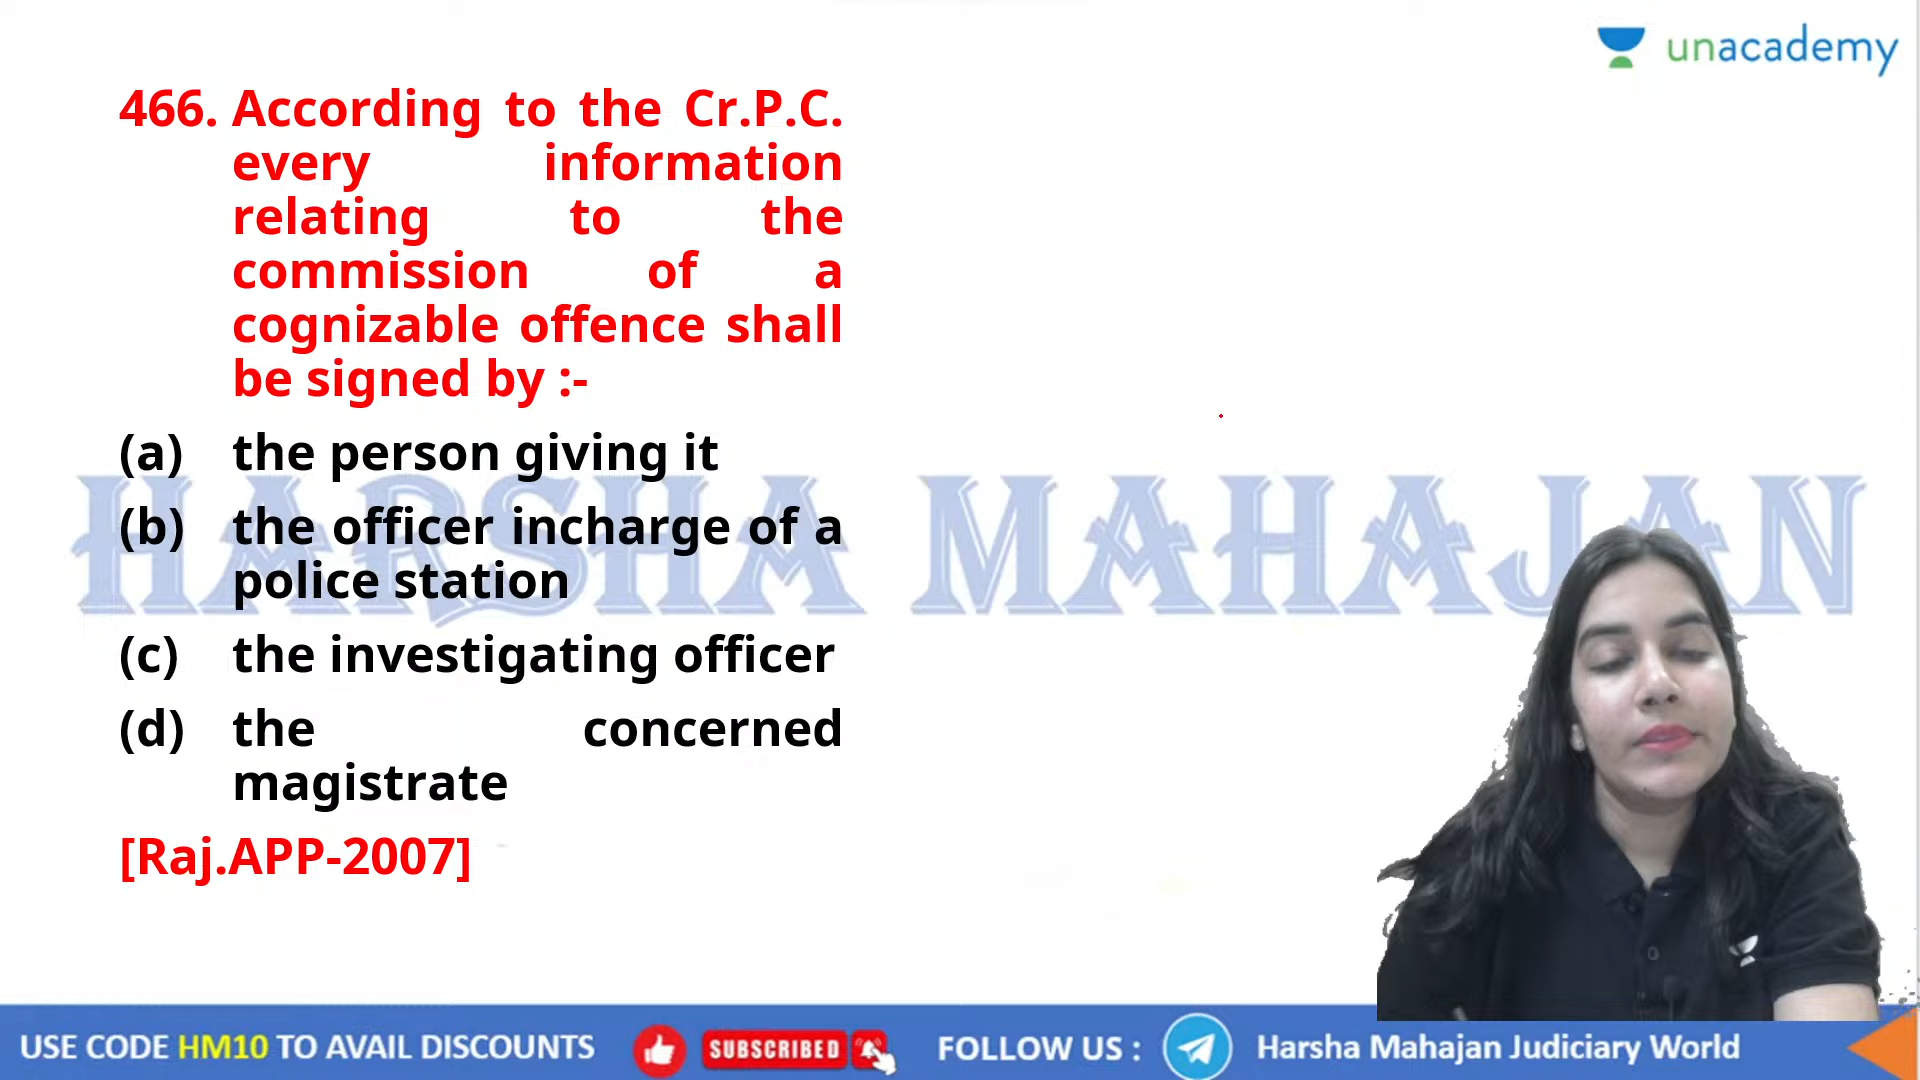 unacademy
466. According to the Cr.P.C.
every information
relating to the
commission of a
cognizable offence shall
be signed by :-
(a) the person giving it
(b) the officer incharge of a
police station
(c) the investigating officer
(d) the concerned
magistrate
[Raj.APP-2007]
HARSHA MAHAJAN
USE CODE HM10 TO AVAIL DISCOUNTS
SUBSCRIBED
FOLLOW US :
Harsha Mahajan Judiciary World